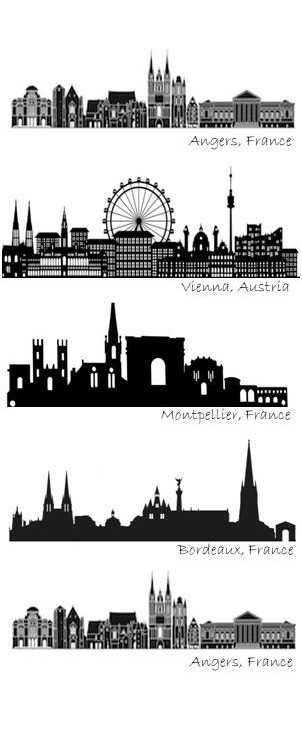 Angers, France
Vienna, Austria
Montpellier, France
Bordeaux, France
Angers, France